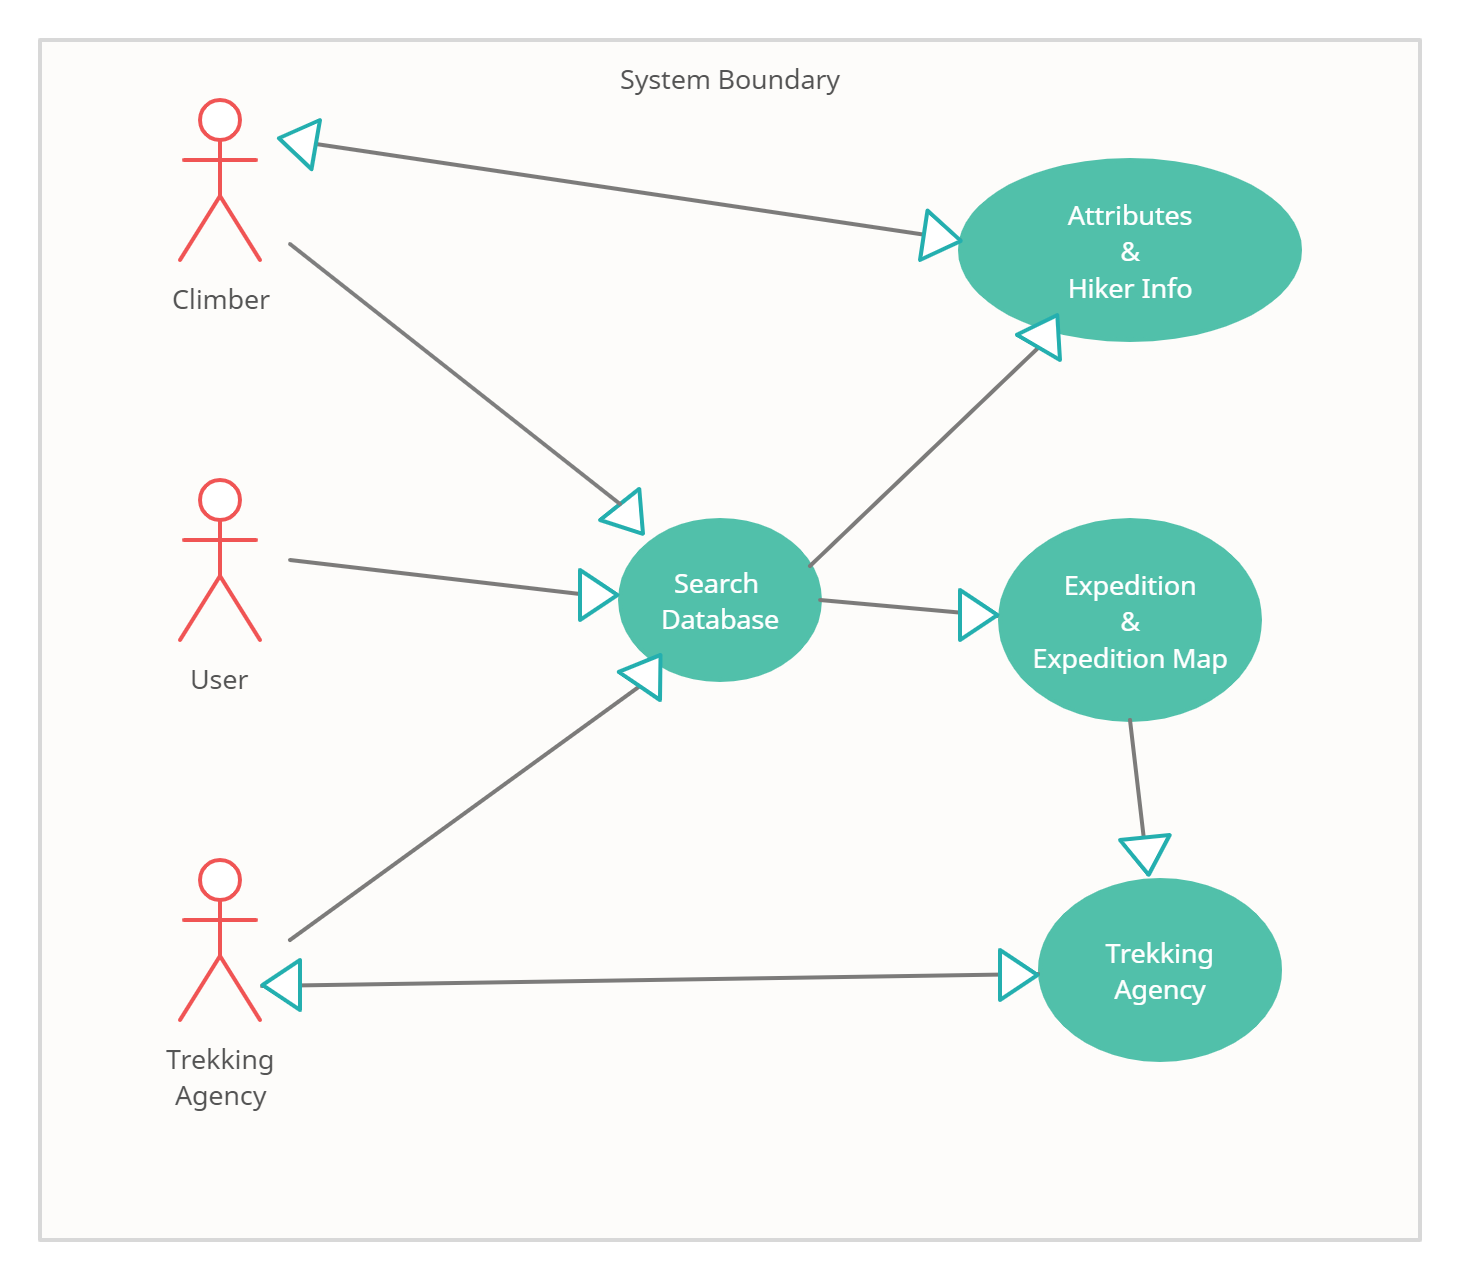 System Boundary
Climber
Attributes
&
Hiker Info
User
Search
Database
Expedition
&
Expedition Map
Trekking
Agency
Trekking
Agency